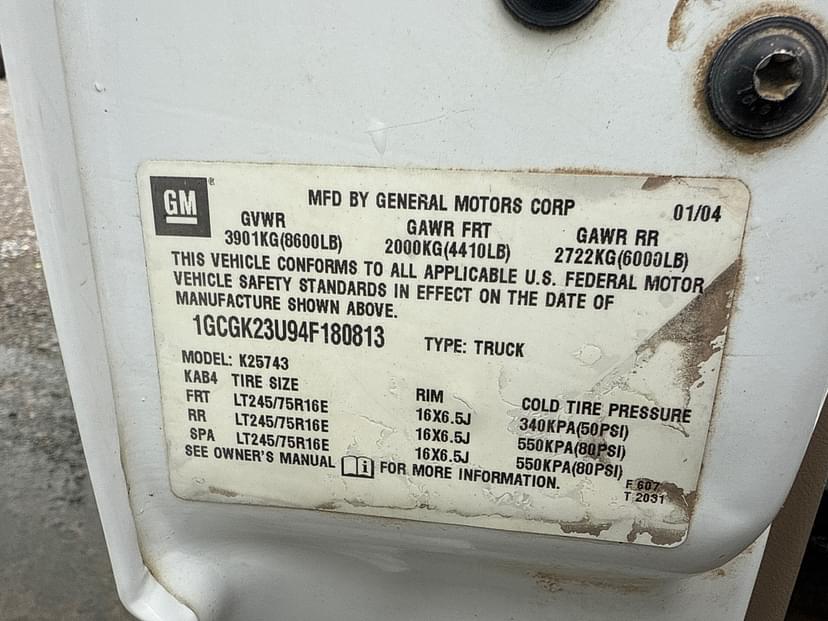 GM
MFD BY GENERAL MOTORS CORP 01/04
GVWR GAWR FRT GAWR RR
3901KG(8600LB) 2000KG(4410LB) 2722KG(6000LB)
THIS VEHICLE CONFORMS TO ALL APPLICABLE U.S. FEDERAL MOTOR
VEHICLE SAFETY STANDARDS IN EFFECT ON THE DATE OF
MANUFACTURE SHOWN ABOVE.
1GCGK23U94F180813 TYPE: TRUCK
MODEL: K25743
KAB4 TIRE SIZE RIM COLD TIRE PRESSURE
FRT LT245/75R16E 16X6.5J 340KPA(50PSI)
RR LT245/75R16E 16X6.5J 550KPA(80PSI)
SPA LT245/75R16E 16X6.5J 550KPA(80PSI)
SEE OWNER'S MANUAL i FOR MORE INFORMATION.
F 607
T 2031